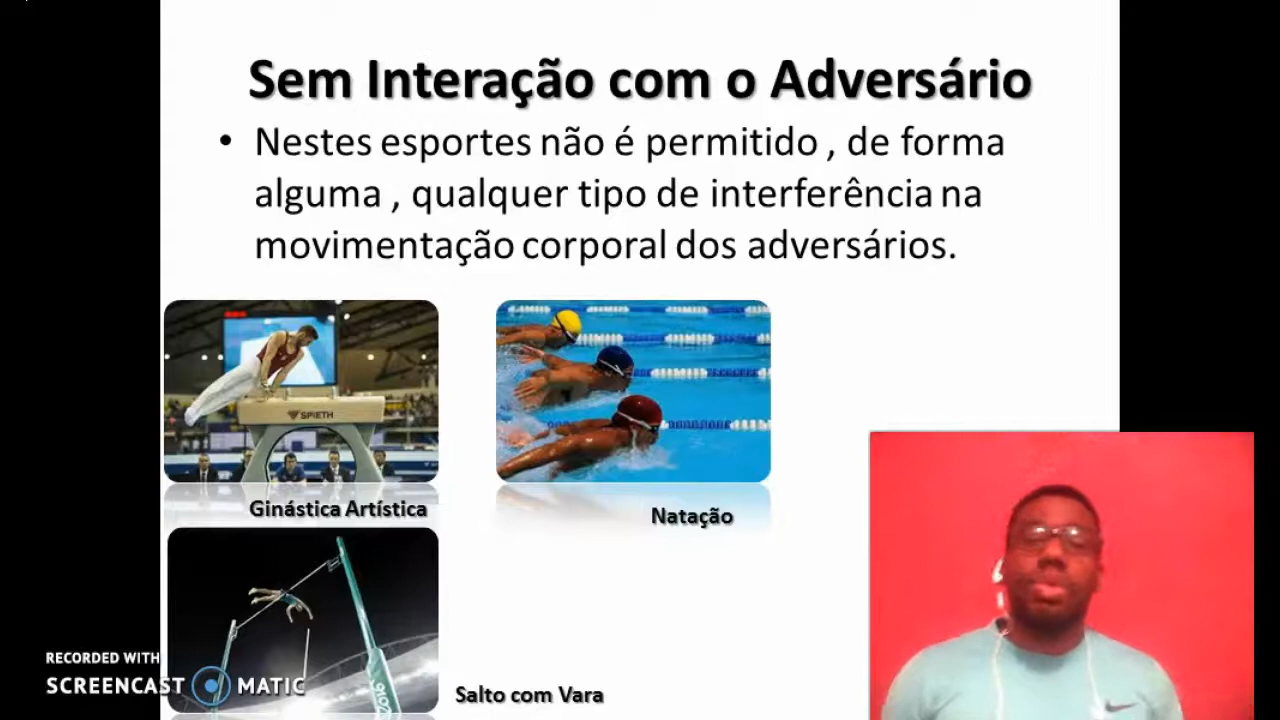 Sem Interação com o Adversário
• Nestes esportes não é permitido , de forma
alguma , qualquer tipo de interferência na
movimentação corporal dos adversários.
SPIETH
Ginástica Artística
Natação
2016
Salto com Vara
RECORDED WITH
SCREENCAST MATIC